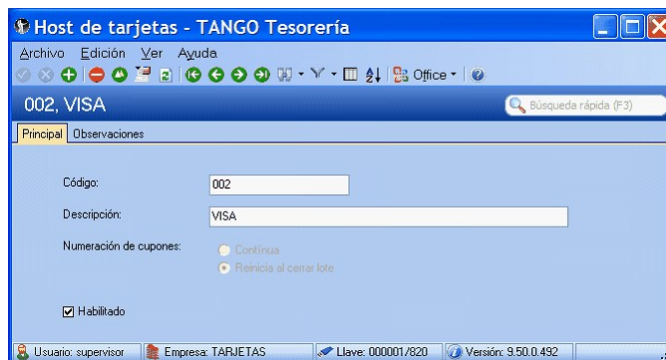 Host de tarjetas - TANGO Tesorería
Archivo Edición Ver Ayuda
Office
002, VISA
Búsqueda rápida (F3)
Principal Observaciones
Código: 002
Descripción: VISA
Numeración de cupones: Contínua
Reinicia al cerrar lote
Habilitado
Usuario: supervisor Empresa: TARJETAS Llave: 000001/820 Versión: 9.50.0.492